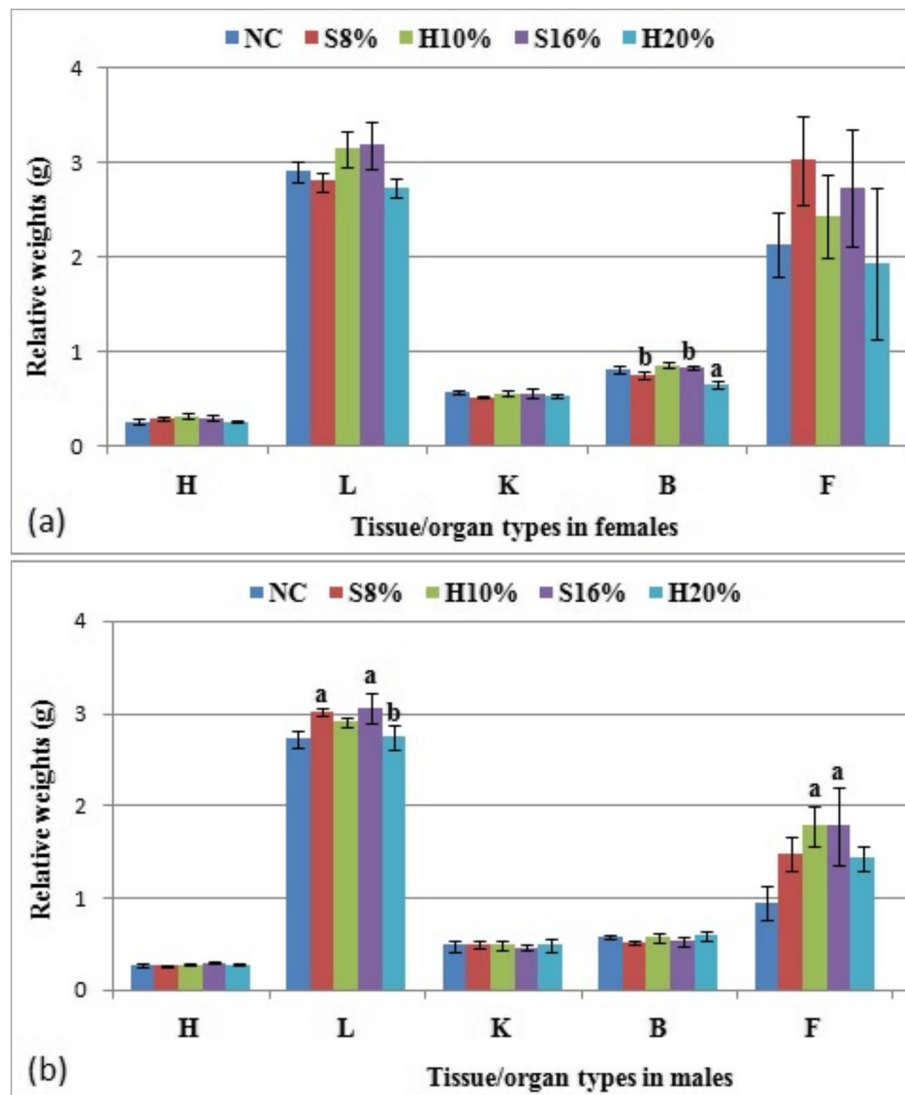 NC S8% H10% S16% H20%
Relative weights (g)
4
3
2
1
0
b b a
H L K B F
(a)
Tissue/organ types in females
NC S8% H10% S16% H20%
Relative weights (g)
4
3
2
1
0
a a b
a a
H L K B F
(b)
Tissue/organ types in males